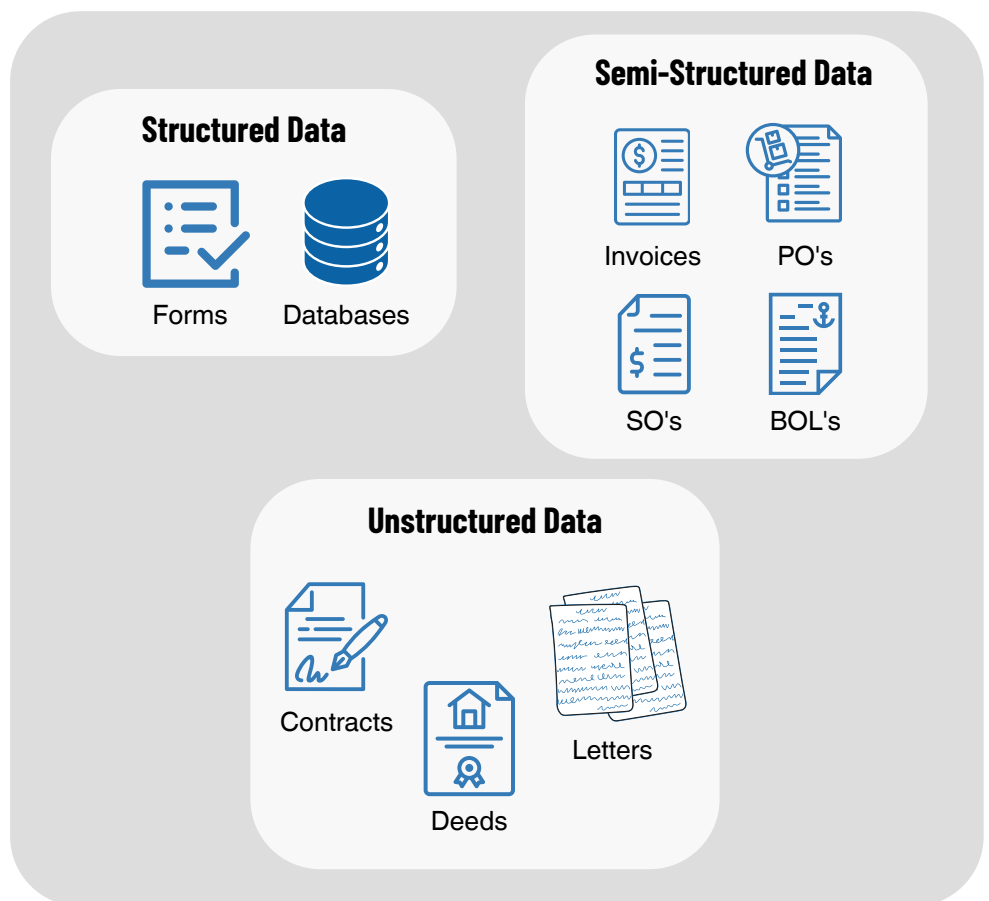 Structured Data
Forms
Databases
Semi-Structured Data
Invoices
PO's
SO's
BOL's
Unstructured Data
Contracts
Deeds
Letters